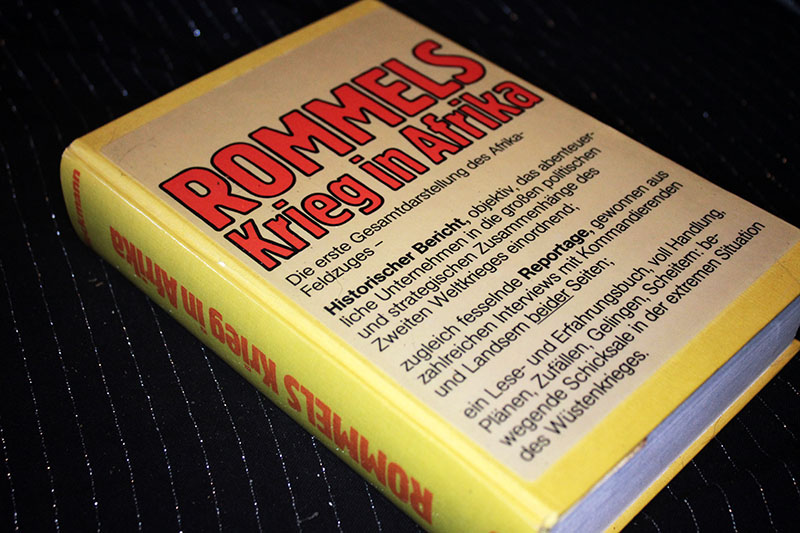 ROMMELS
Krieg in Afrika
Die erste Gesamtdarstellung des Afrika-
Feldzuges –
Historischer Bericht, objektiv, das abenteuer-
liche Unternehmen in die großen politischen
und strategischen Zusammenhänge des
Zweiten Weltkrieges einordnend;
zugleich fesselnde Reportage, gewonnen aus
zahlreichen Interviews mit Kommandierenden
und Landsern beider Seiten;
ein Lese- und Erfahrungsbuch, voll Handlung,
Plänen, Zufällen, Gelingen, Scheitern: be-
wegende Schicksale in der extremen Situation
des Wüstenkrieges.
ROMMELS Krieg in Afrika